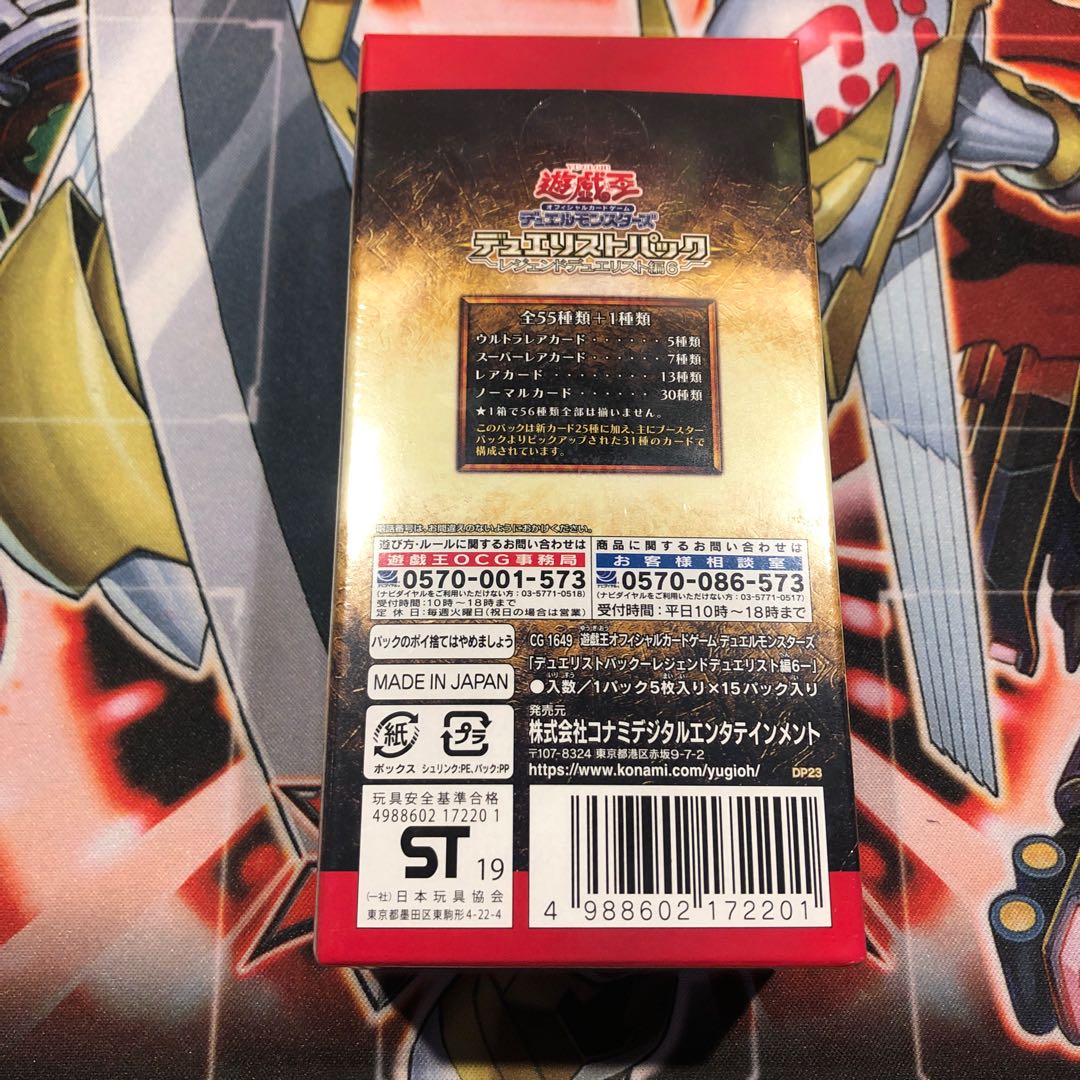 YU-GI-OH!
遊戯王
オフィシャルカードゲーム
デュエルモンスターズ
デュエリストパック
ーレジェンドデュエリスト編6ー
全55種類+1種類
ウルトラレアカード・・・・・・5種類
スーパーレアカード・・・・・・7種類
レアカード・・・・・・・・13種類
ノーマルカード・・・・・・30種類
★1箱で56種類全部は揃いません。
このパックは新カード25種に加え、主にブースター
パックよりピックアップされた31種のカードで
構成されています。
電話番号は、お間違えのないようにおかけください。
遊び方・ルールに関するお問い合わせは
遊戯王OCG事務局
0570-001-573
(ナビダイヤルをご利用いただけない方:03-5771-0518)
受付時間:10時~18時まで
定休日:毎週火曜日(祝日の場合は営業)
商品に関するお問い合わせは
お客様相談室
0570-086-573
(ナビダイヤルをご利用いただけない方:03-5771-0517)
受付時間:平日10時~18時まで
パックのポイ捨てはやめましょう
MADE IN JAPAN
紙
ボックス
プラ
シュリンク:PE、パック:PP
CG1649 遊戯王オフィシャルカードゲーム デュエルモンスターズ
「デュエリストパックーレジェンドデュエリスト編6ー」
●入数/1パック5枚入り×15パック入り
発売元
株式会社コナミデジタルエンタテインメント
〒107-8324 東京都港区赤坂9-7-2
https://www.konami.com/yugioh/ DP23
玩具安全基準合格
4988602 17220 1
ST 19
(一社)日本玩具協会
東京都墨田区東駒形4-22-4
4 988602 172201